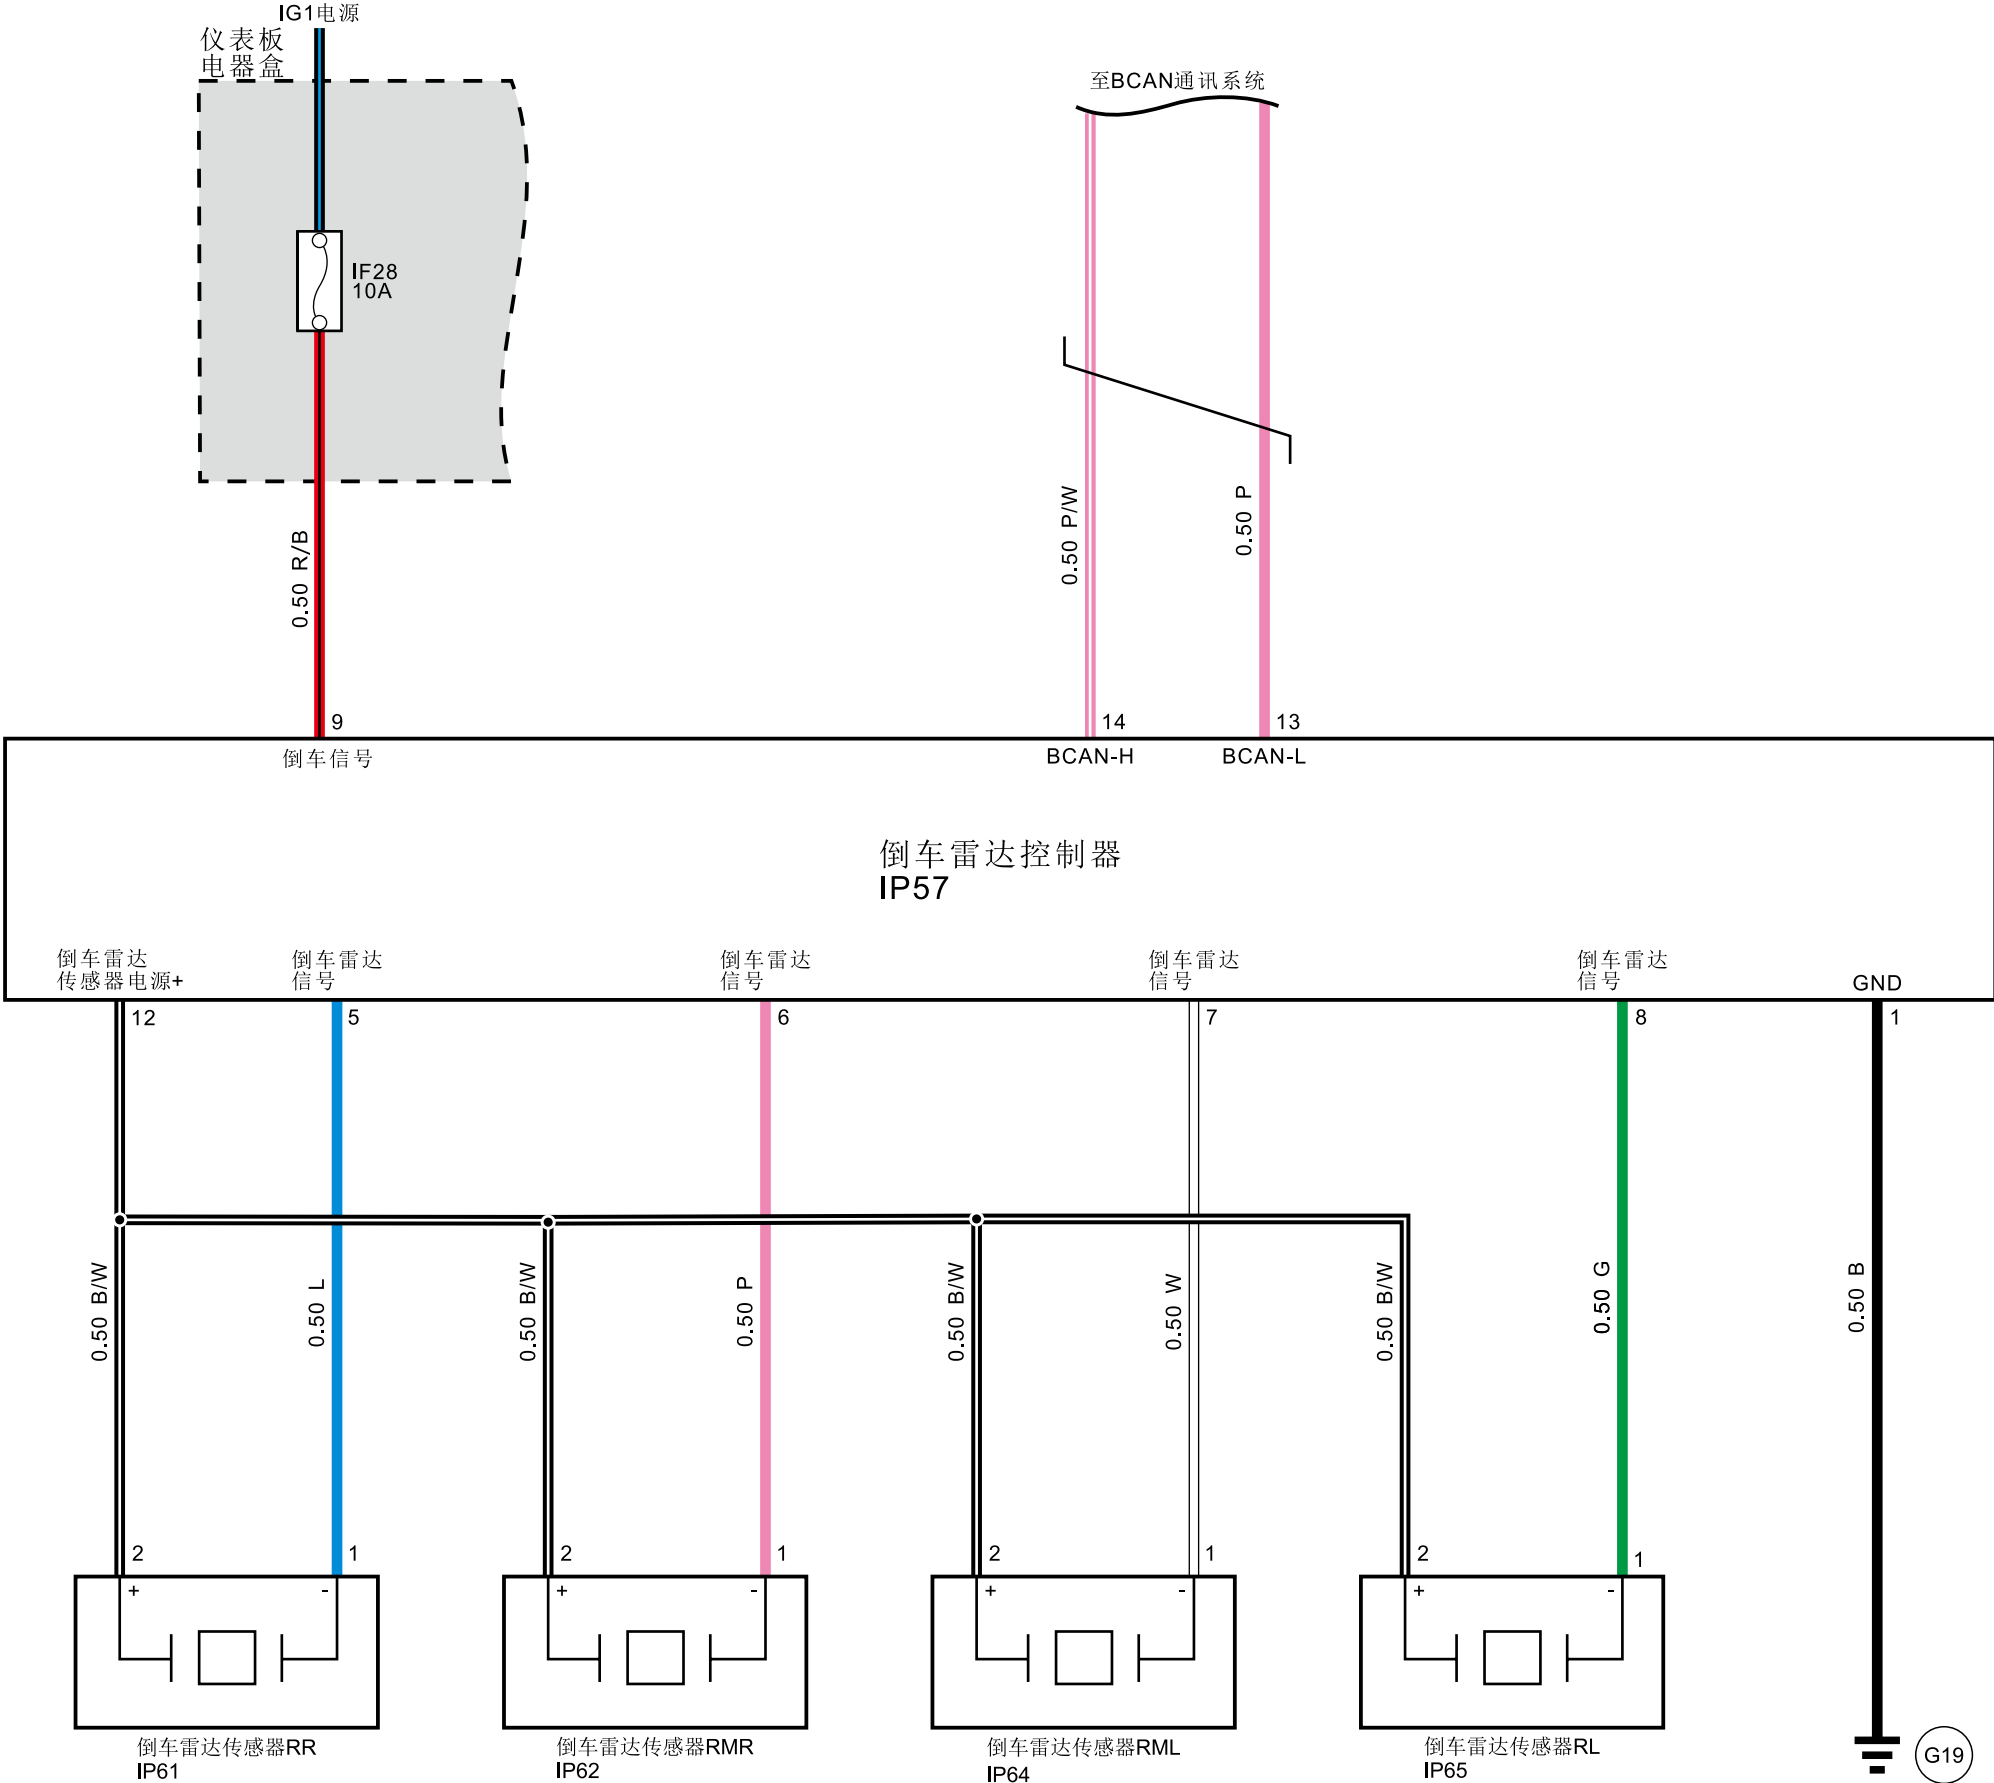 IG1电源
仪表板
电器盒
至BCAN通讯系统
IF28
10A
0.50 P/W
0.50 P
0.50 R/B
9
14
13
倒车信号
BCAN-H
BCAN-L
倒车雷达控制器
IP57
倒车雷达
传感器电源+
倒车雷达
信号
倒车雷达
信号
倒车雷达
信号
倒车雷达
信号
GND
12
5
6
7
8
1
0.50 B/W
0.50 L
0.50 B/W
0.50 P
0.50 B/W
0.50 W
0.50 B/W
0.50 G
0.50 B
2
1
2
1
2
1
2
1
+
-
+
-
+
-
+
-
倒车雷达传感器RR
IP61
倒车雷达传感器RMR
IP62
倒车雷达传感器RML
IP64
倒车雷达传感器RL
IP65
G19